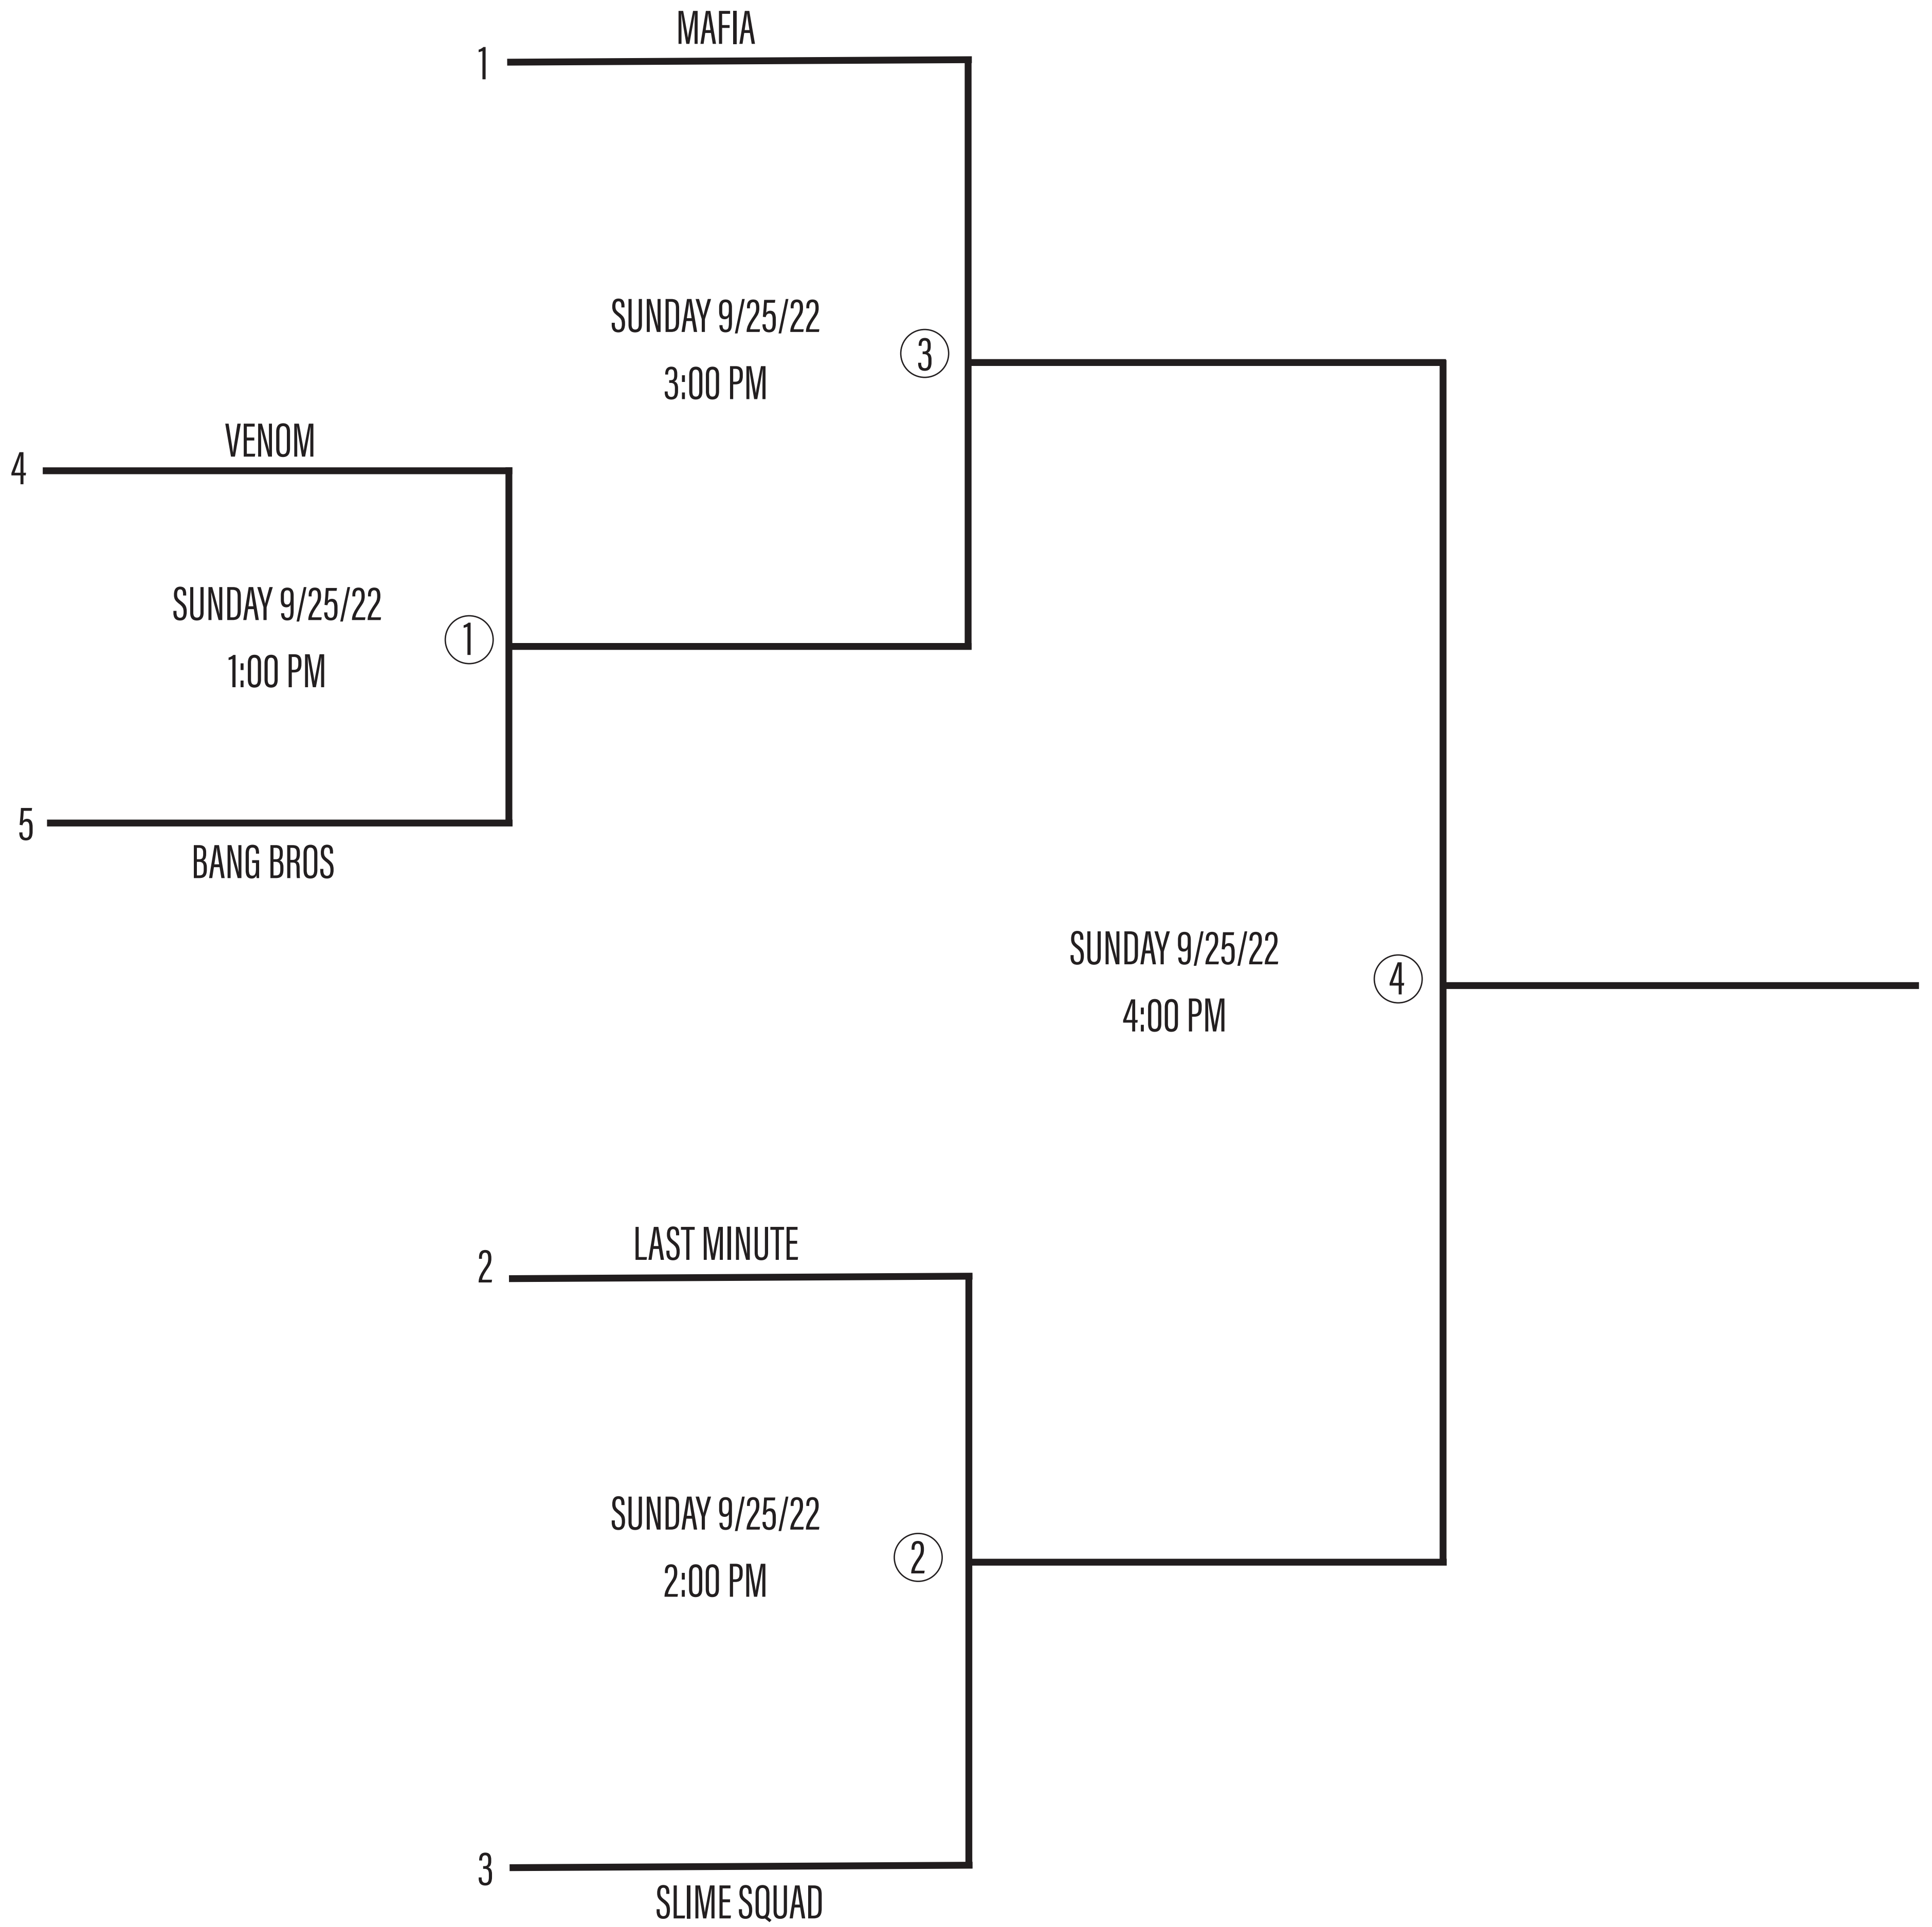 MAFIA
1
SUNDAY 9/25/22
3
3:00 PM
VENOM
4
SUNDAY 9/25/22
1
1:00 PM
5
BANG BROS
SUNDAY 9/25/22
4
4:00 PM
LAST MINUTE
2
SUNDAY 9/25/22
2
2:00 PM
3
SLIME SQUAD